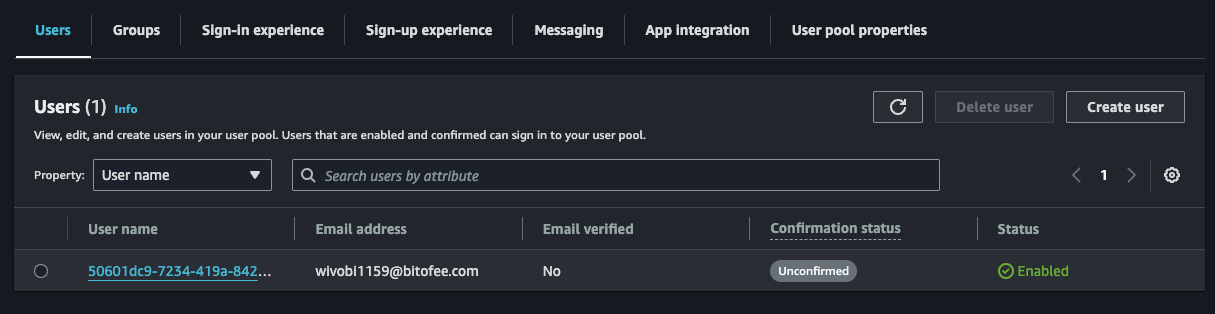 Users Groups Sign-in experience Sign-up experience Messaging App integration User pool properties
Users (1) Info
Delete user Create user
View, edit, and create users in your user pool. Users that are enabled and confirmed can sign in to your user pool.
Property: User name Search users by attribute 1
User name Email address Email verified Confirmation status Status
50601dc9-7234-419a-842... wivobi1159@bitofee.com No Unconfirmed Enabled